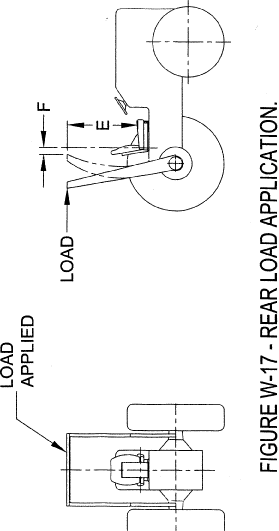 LOAD
APPLIED
LOAD
E
F
FIGURE W-17 - REAR LOAD APPLICATION.